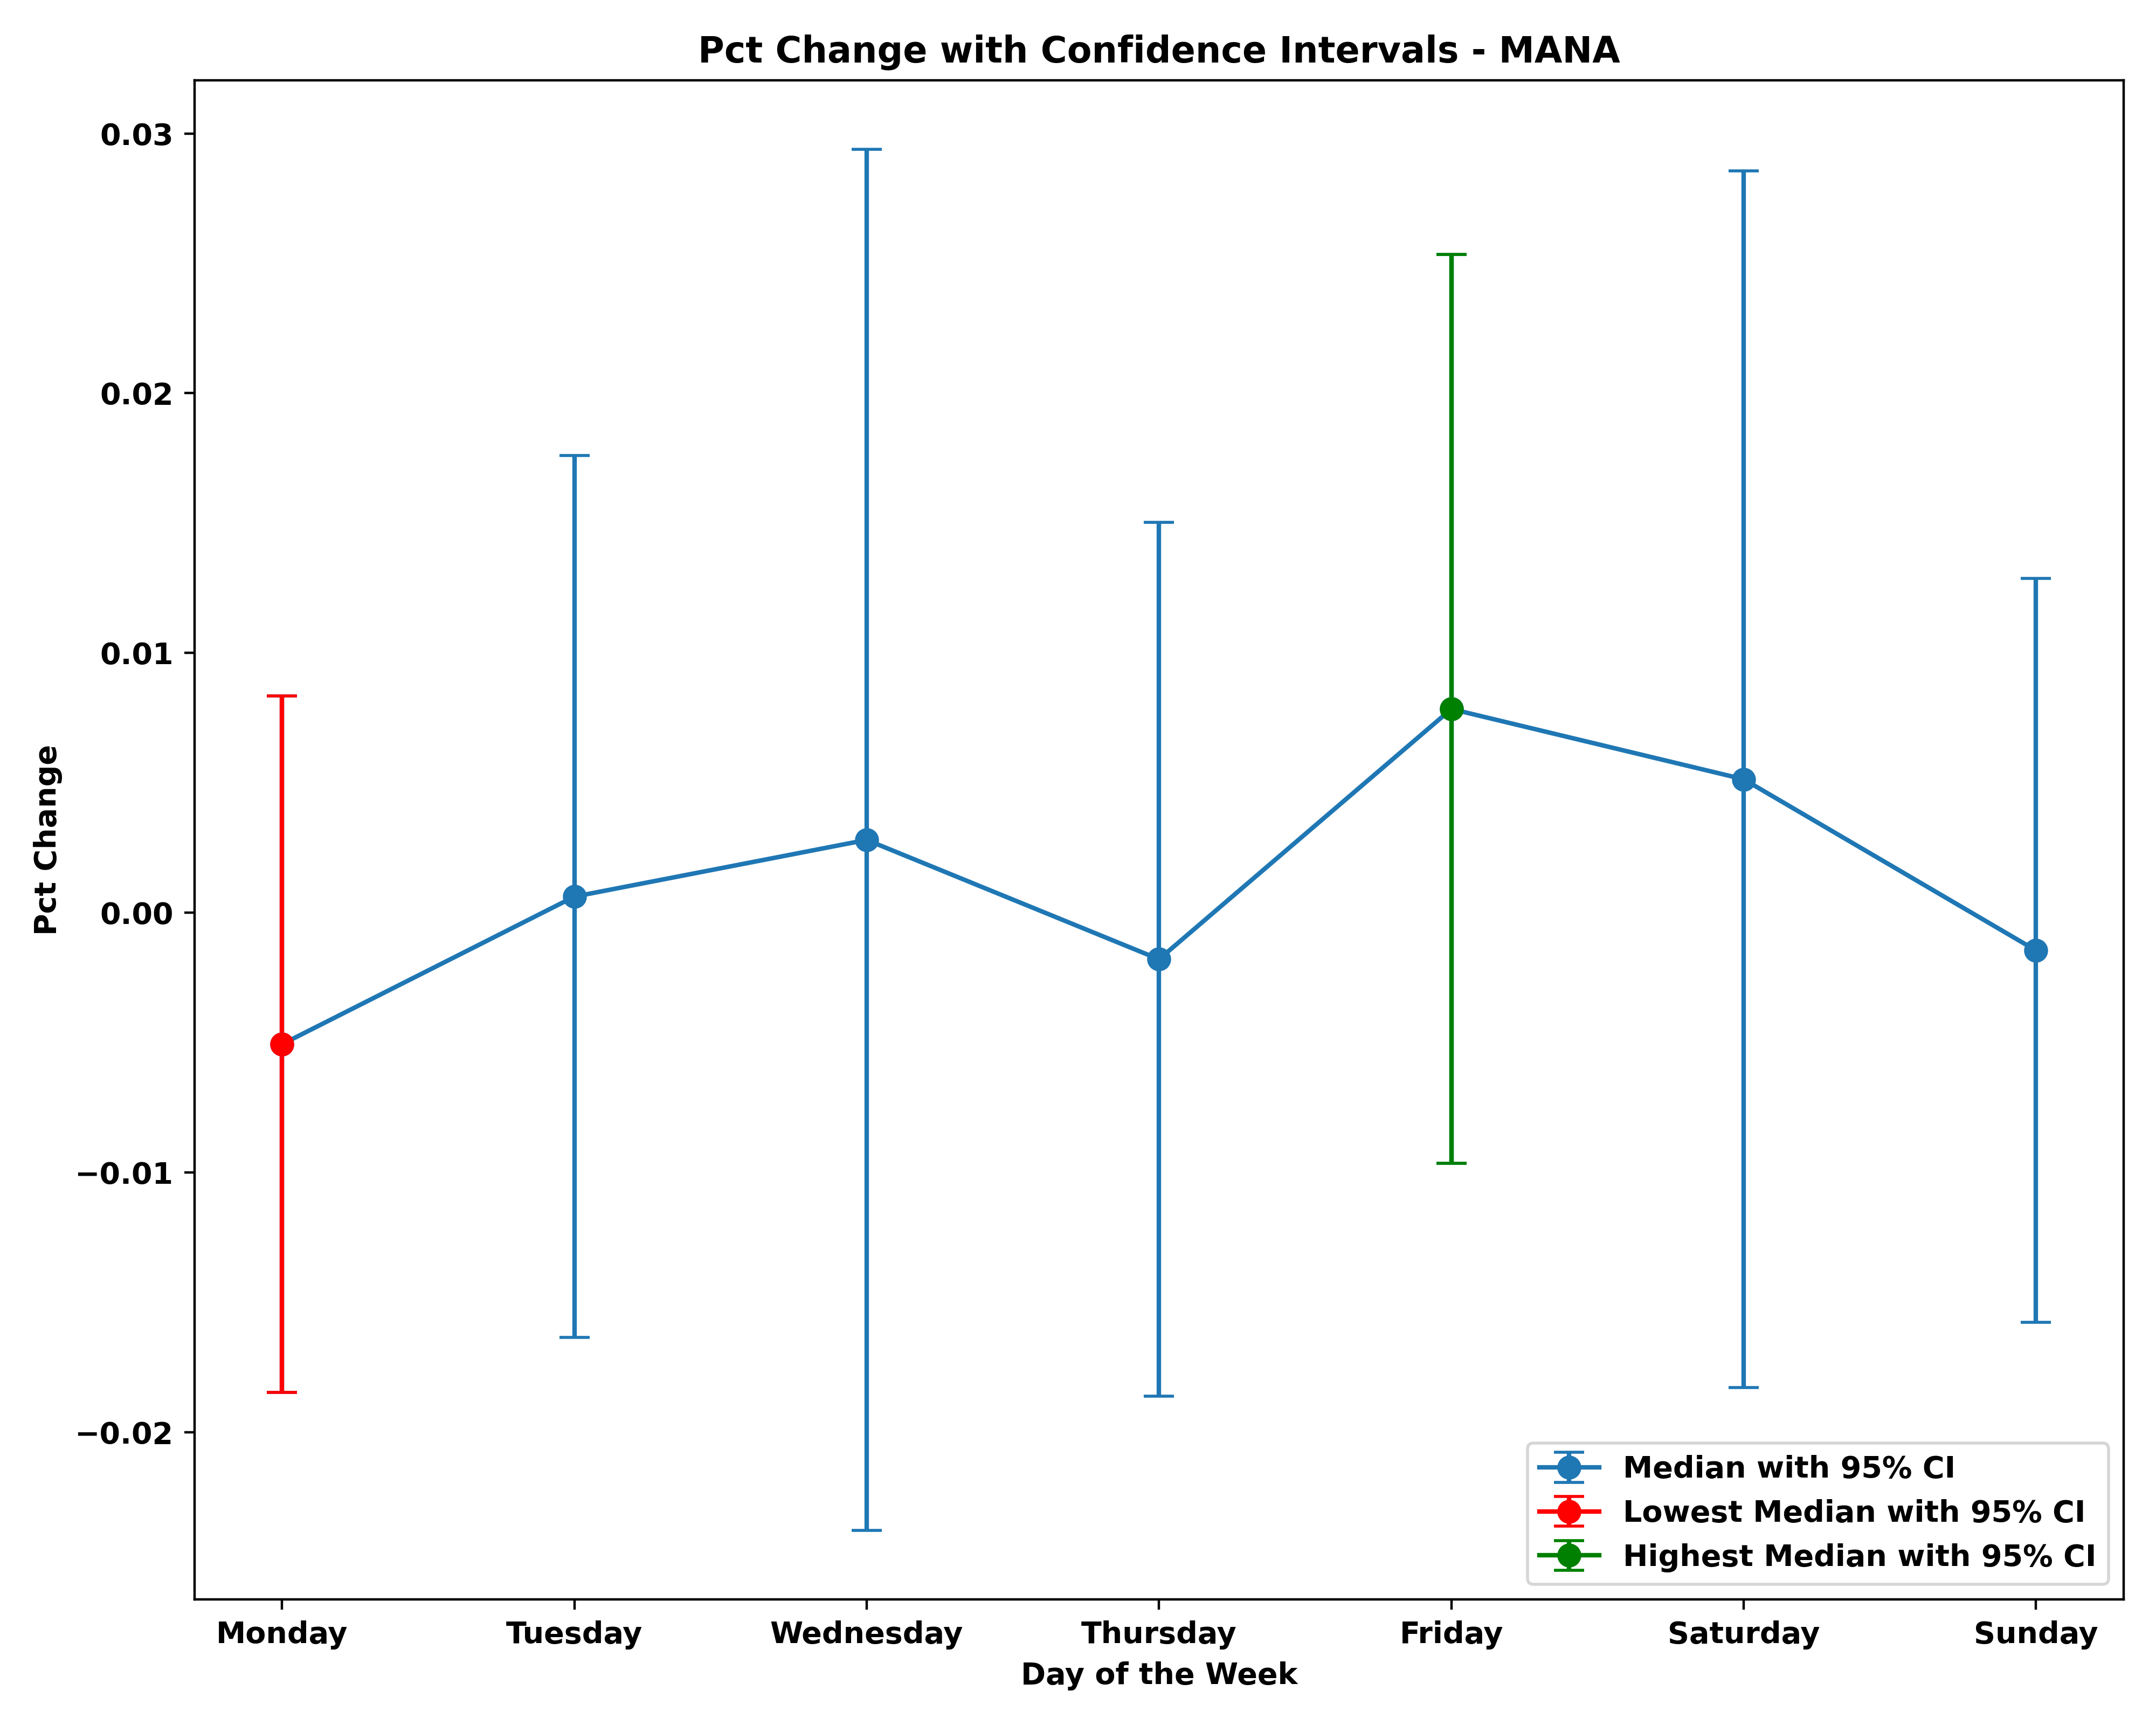 Pct Change with Confidence Intervals - MANA
Pct Change
0.03
0.02
0.01
0.00
−0.01
−0.02
Median with 95% CI
Lowest Median with 95% CI
Highest Median with 95% CI
Monday Tuesday Wednesday Thursday Friday Saturday Sunday
Day of the Week